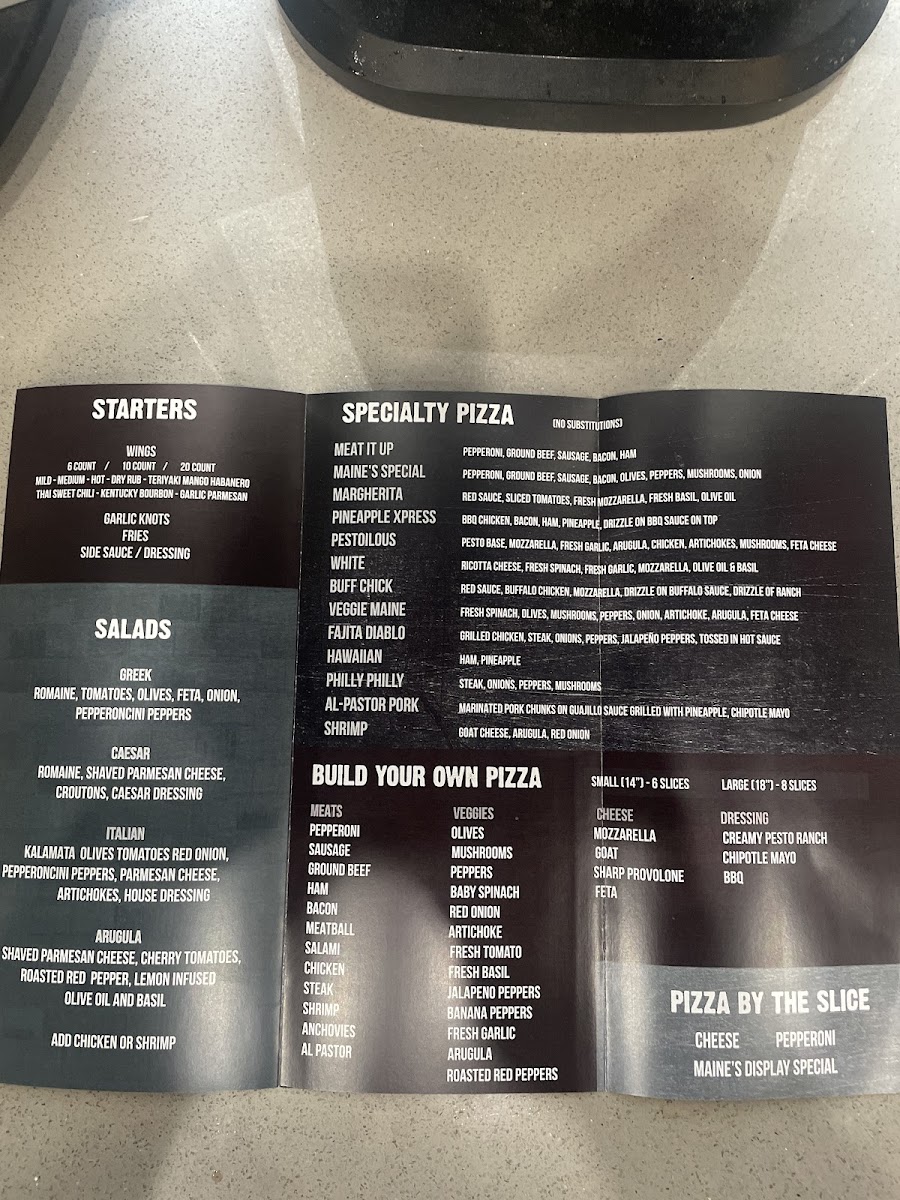 STARTERS
WINGS
6 COUNT / 10 COUNT / 20 COUNT
MILD - MEDIUM - HOT - DRY RUB - TERIYAKI MANGO HABANERO
THAI SWEET CHILI - KENTUCKY BOURBON - GARLIC PARMESAN
GARLIC KNOTS
FRIES
SIDE SAUCE / DRESSING
SALADS
GREEK
ROMAINE, TOMATOES, OLIVES, FETA, ONION,
PEPPERONCINI PEPPERS
CAESAR
ROMAINE, SHAVED PARMESAN CHEESE,
CROUTONS, CAESAR DRESSING
ITALIAN
KALAMATA OLIVES TOMATOES RED ONION,
PEPPERONCINI PEPPERS, PARMESAN CHEESE,
ARTICHOKES, HOUSE DRESSING
ARUGULA
SHAVED PARMESAN CHEESE, CHERRY TOMATOES,
ROASTED RED PEPPER, LEMON INFUSED
OLIVE OIL AND BASIL
ADD CHICKEN OR SHRIMP
SPECIALTY PIZZA (NO SUBSTITUTIONS)
MEAT IT UP PEPPERONI, GROUND BEEF, SAUSAGE, BACON, HAM
MAINE'S SPECIAL PEPPERONI, GROUND BEEF, SAUSAGE, BACON, OLIVES, PEPPERS, MUSHROOMS, ONION
MARGHERITA RED SAUCE, SLICED TOMATOES, FRESH MOZZARELLA, FRESH BASIL, OLIVE OIL
PINEAPPLE XPRESS BBQ CHICKEN, BACON, HAM, PINEAPPLE, DRIZZLE ON BBQ SAUCE ON TOP
PESTOILOUS PESTO BASE, MOZZARELLA, FRESH GARLIC, ARUGULA, CHICKEN, ARTICHOKES, MUSHROOMS, FETA CHEESE
WHITE RICOTTA CHEESE, FRESH SPINACH, FRESH GARLIC, MOZZARELLA, OLIVE OIL & BASIL
BUFF CHICK RED SAUCE, BUFFALO CHICKEN, MOZZARELLA, DRIZZLE ON BUFFALO SAUCE, DRIZZLE OF RANCH
VEGGIE MAINE FRESH SPINACH, OLIVES, MUSHROOMS, PEPPERS, ONION, ARTICHOKE, ARUGULA, FETA CHEESE
FAJITA DIABLO GRILLED CHICKEN, STEAK, ONIONS, PEPPERS, JALAPEÑO PEPPERS, TOSSED IN HOT SAUCE
HAWAIIAN HAM, PINEAPPLE
PHILLY PHILLY STEAK, ONIONS, PEPPERS, MUSHROOMS
AL-PASTOR PORK MARINATED PORK CHUNKS ON GUAJILLO SAUCE GRILLED WITH PINEAPPLE, CHIPOTLE MAYO
SHRIMP GOAT CHEESE, ARUGULA, RED ONION
BUILD YOUR OWN PIZZA SMALL (14") - 6 SLICES LARGE (18") - 8 SLICES
MEATS
PEPPERONI
SAUSAGE
GROUND BEEF
HAM
BACON
MEATBALL
SALAMI
CHICKEN
STEAK
SHRIMP
ANCHOVIES
AL PASTOR
VEGGIES
OLIVES
MUSHROOMS
PEPPERS
BABY SPINACH
RED ONION
ARTICHOKE
FRESH TOMATO
FRESH BASIL
JALAPENO PEPPERS
BANANA PEPPERS
FRESH GARLIC
ARUGULA
ROASTED RED PEPPERS
CHEESE
MOZZARELLA
GOAT
SHARP PROVOLONE
FETA
DRESSING
CREAMY PESTO RANCH
CHIPOTLE MAYO
BBQ
PIZZA BY THE SLICE
CHEESE PEPPERONI
MAINE'S DISPLAY SPECIAL